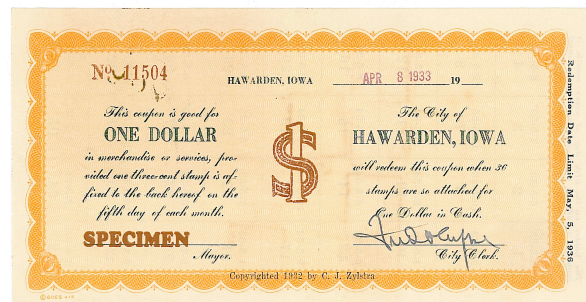 No 11504
HAWARDEN, IOWA APR 8 1933 19
This coupon is good for
ONE DOLLAR
in merchandise or services, pro-
vided one three-cent stamp is af-
fixed to the back hereof on the
fifth day of each month.
SPECIMEN
Mayor.
$
The City of
HAWARDEN, IOWA
will redeem this coupon when 36
stamps are so attached for
One Dollar in Cash.
City Clerk.
Copyrighted 1932 by C. J. Zylstra
Redemption Date Limit May, 5, 1936
© GOES